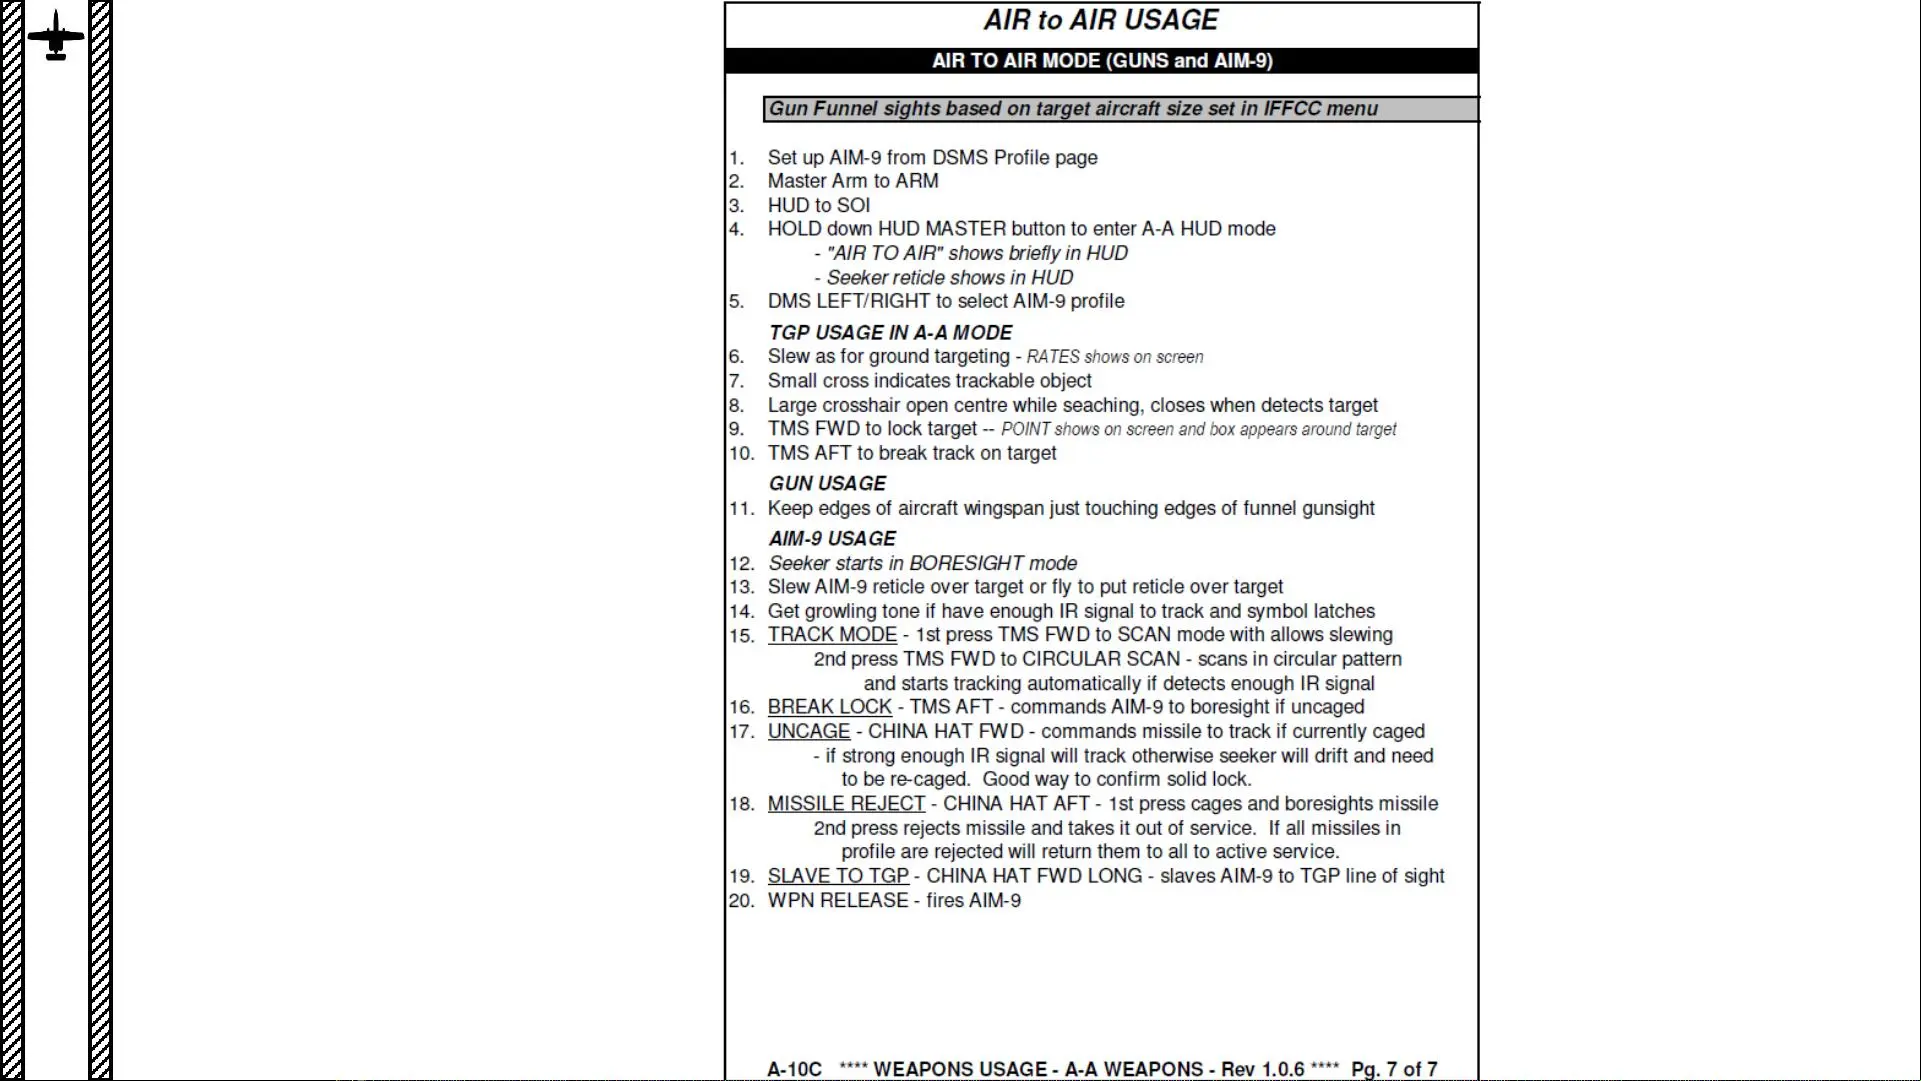 AIR to AIR USAGE
AIR TO AIR MODE (GUNS and AIM-9)
Gun Funnel sights based on target aircraft size set in IFFCC menu
1. Set up AIM-9 from DSMS Profile page
2. Master Arm to ARM
3. HUD to SOI
4. HOLD down HUD MASTER button to enter A-A HUD mode
- "AIR TO AIR" shows briefly in HUD
- Seeker reticle shows in HUD
5. DMS LEFT/RIGHT to select AIM-9 profile
TGP USAGE IN A-A MODE
6. Slew as for ground targeting - RATES shows on screen
7. Small cross indicates trackable object
8. Large crosshair open centre while seaching, closes when detects target
9. TMS FWD to lock target -- POINT shows on screen and box appears around target
10. TMS AFT to break track on target
GUN USAGE
11. Keep edges of aircraft wingspan just touching edges of funnel gunsight
AIM-9 USAGE
12. Seeker starts in BORESIGHT mode
13. Slew AIM-9 reticle over target or fly to put reticle over target
14. Get growling tone if have enough IR signal to track and symbol latches
15. TRACK MODE - 1st press TMS FWD to SCAN mode with allows slewing
2nd press TMS FWD to CIRCULAR SCAN - scans in circular pattern
and starts tracking automatically if detects enough IR signal
16. BREAK LOCK - TMS AFT - commands AIM-9 to boresight if uncaged
17. UNCAGE - CHINA HAT FWD - commands missile to track if currently caged
- if strong enough IR signal will track otherwise seeker will drift and need
to be re-caged. Good way to confirm solid lock.
18. MISSILE REJECT - CHINA HAT AFT - 1st press cages and boresights missile
2nd press rejects missile and takes it out of service. If all missiles in
profile are rejected will return them to all to active service.
19. SLAVE TO TGP - CHINA HAT FWD LONG - slaves AIM-9 to TGP line of sight
20. WPN RELEASE - fires AIM-9
A-10C **** WEAPONS USAGE - A-A WEAPONS - Rev 1.0.6 **** Pg. 7 of 7